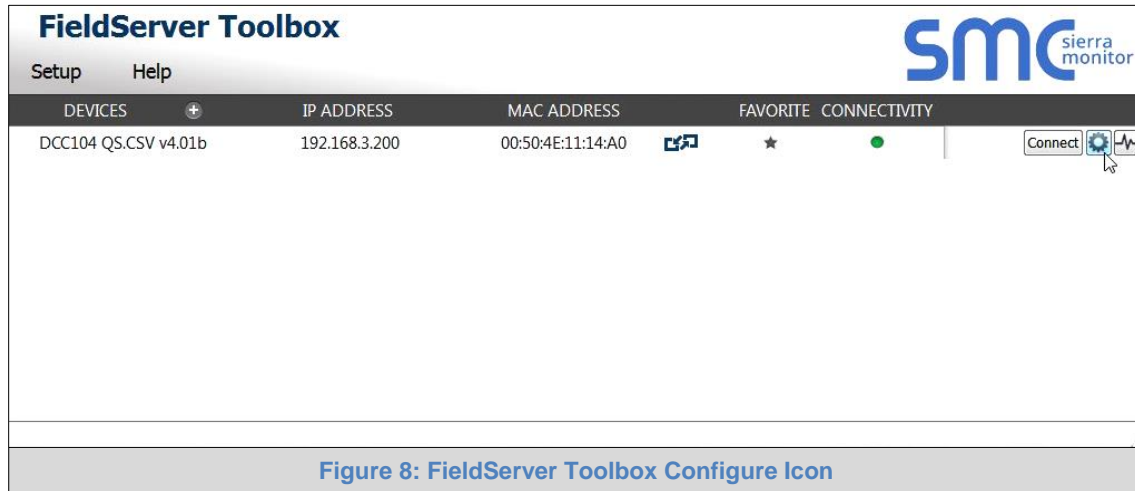 FieldServer Toolbox
smc sierra monitor
Setup Help
DEVICES IP ADDRESS MAC ADDRESS FAVORITE CONNECTIVITY
DCC104 QS.CSV v4.01b 192.168.3.200 00:50:4E:11:14:A0 Connect
Figure 8: FieldServer Toolbox Configure Icon